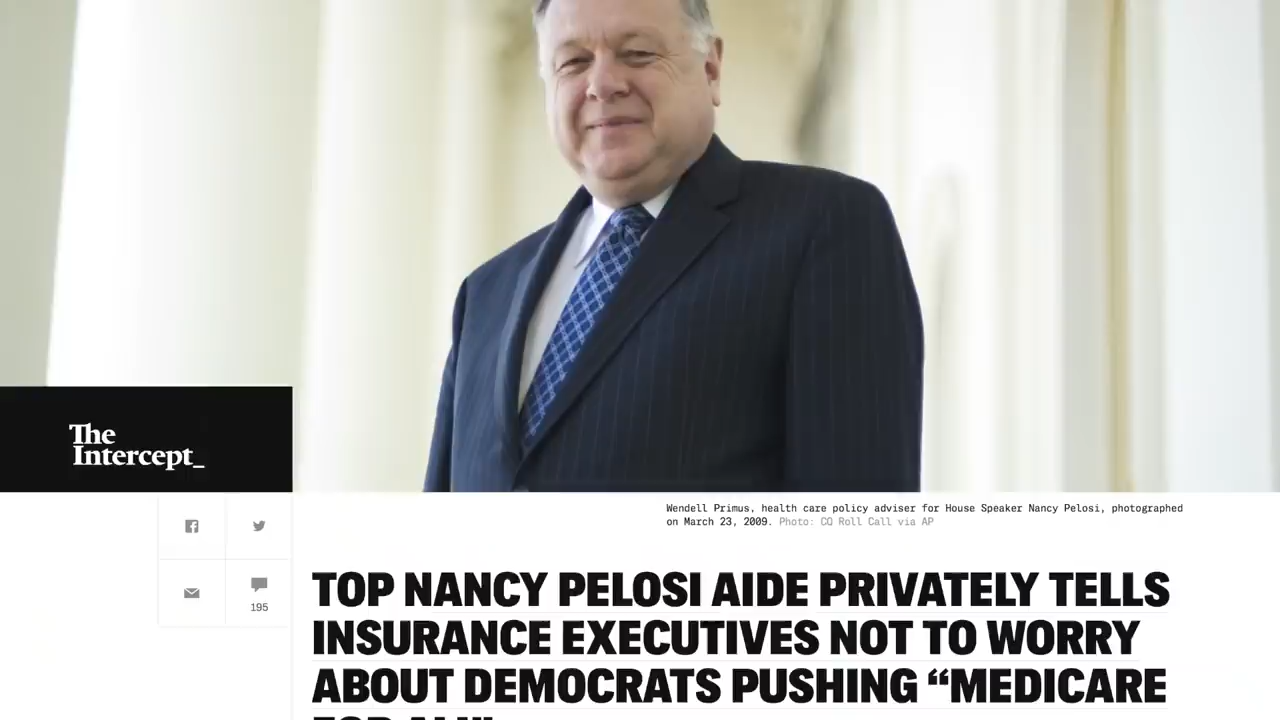 The
Intercept_
Wendell Primus, health care policy adviser for House Speaker Nancy Pelosi, photographed
on March 23, 2009. Photo: CQ Roll Call via AP
195
TOP NANCY PELOSI AIDE PRIVATELY TELLS
INSURANCE EXECUTIVES NOT TO WORRY
ABOUT DEMOCRATS PUSHING “MEDICARE
FOR ALL”